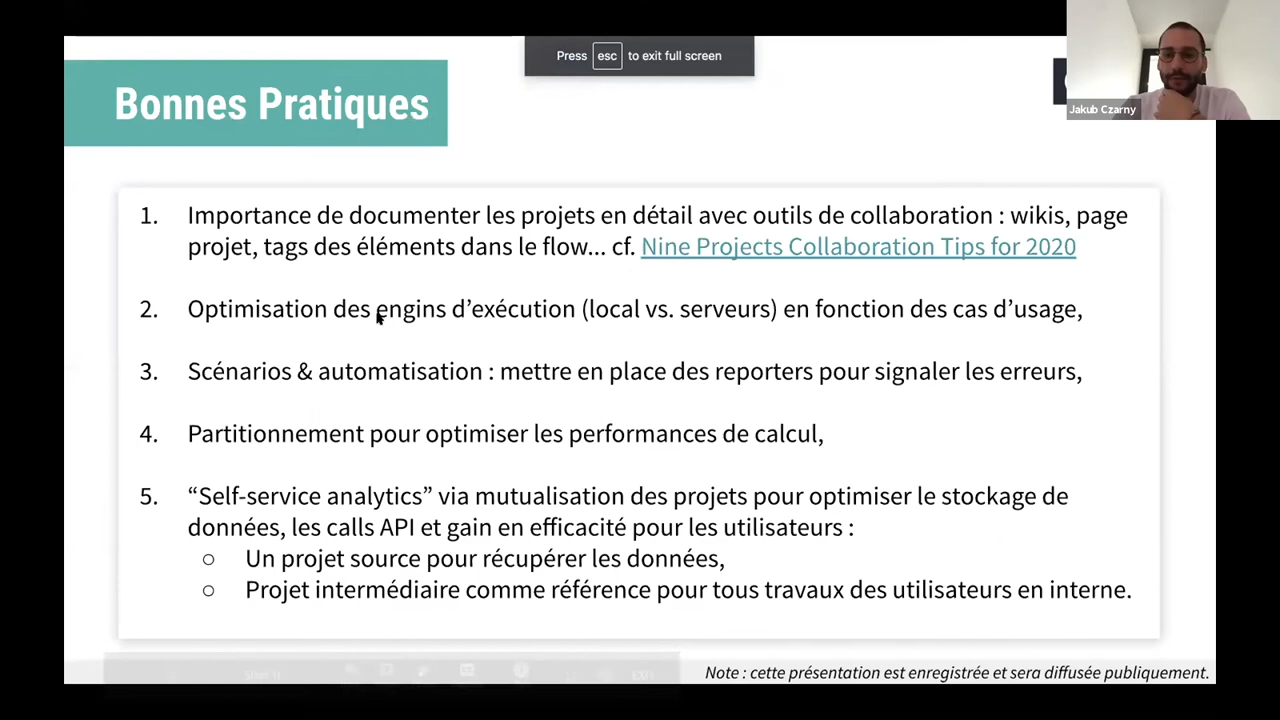 Press esc to exit full screen
Bonnes Pratiques
Jakub Czarny
1. Importance de documenter les projets en détail avec outils de collaboration : wikis, page
projet, tags des éléments dans le flow... cf. Nine Projects Collaboration Tips for 2020
2. Optimisation des engins d’exécution (local vs. serveurs) en fonction des cas d’usage,
3. Scénarios & automatisation : mettre en place des reporters pour signaler les erreurs,
4. Partitionnement pour optimiser les performances de calcul,
5. “Self-service analytics” via mutualisation des projets pour optimiser le stockage de
données, les calls API et gain en efficacité pour les utilisateurs :
○ Un projet source pour récupérer les données,
○ Projet intermédiaire comme référence pour tous travaux des utilisateurs en interne.
Note : cette présentation est enregistrée et sera diffusée publiquement.